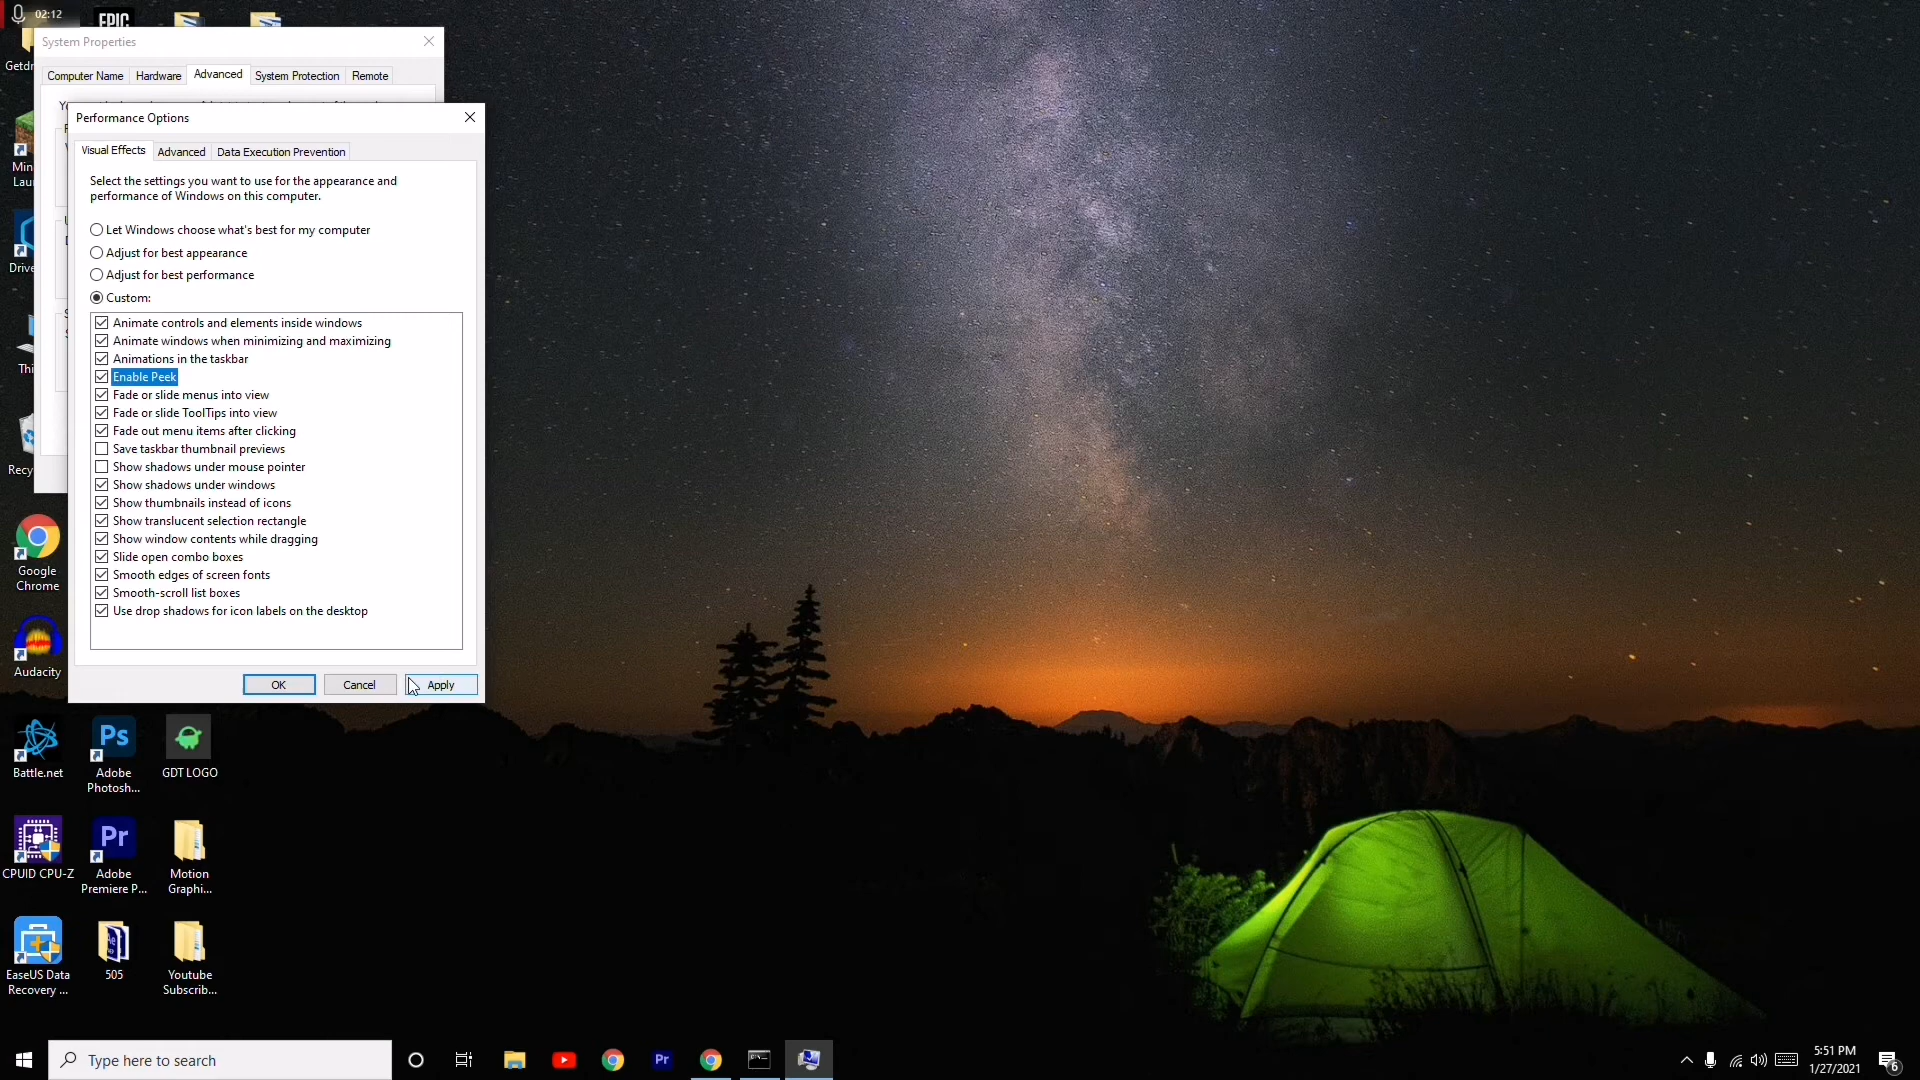 02:12
EPIC
System Properties
Computer Name
Hardware
Advanced
System Protection
Remote
Performance Options
Visual Effects
Advanced
Data Execution Prevention
Select the settings you want to use for the appearance and
performance of Windows on this computer.
Let Windows choose what's best for my computer
Adjust for best appearance
Adjust for best performance
Custom:
Animate controls and elements inside windows
Animate windows when minimizing and maximizing
Animations in the taskbar
Enable Peek
Fade or slide menus into view
Fade or slide ToolTips into view
Fade out menu items after clicking
Save taskbar thumbnail previews
Show shadows under mouse pointer
Show shadows under windows
Show thumbnails instead of icons
Show translucent selection rectangle
Show window contents while dragging
Slide open combo boxes
Smooth edges of screen fonts
Smooth-scroll list boxes
Use drop shadows for icon labels on the desktop
OK
Cancel
Apply
Getdr
Min
Lau
Drive
Thi
Recy
Google
Chrome
Audacity
Battle.net
Ps
Adobe
Photosh...
GDT LOGO
CPUID CPU-Z
Pr
Adobe
Premiere P...
Motion
Graphi...
EaseUS Data
Recovery ...
Ae
505
Youtube
Subscrib...
Type here to search
Pr
5:51 PM
1/27/2021
6